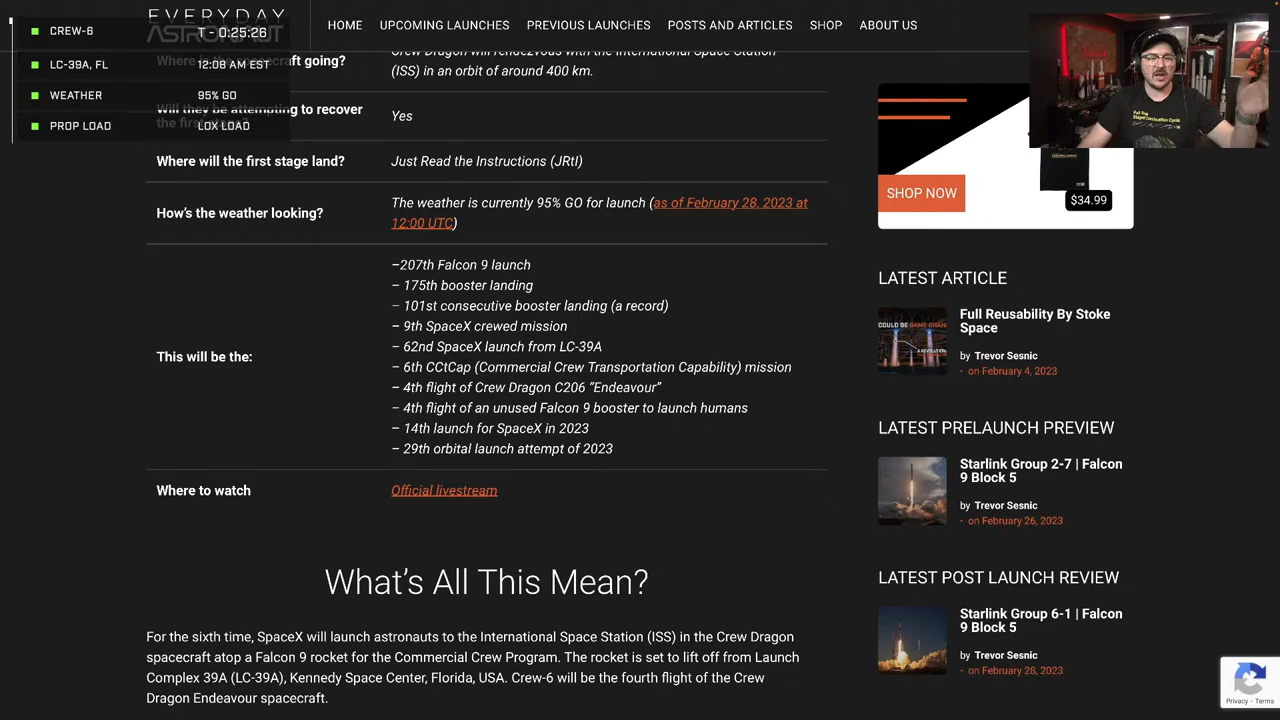 EVERYDAY
ASTRONAUT
HOME
UPCOMING LAUNCHES
PREVIOUS LAUNCHES
POSTS AND ARTICLES
SHOP
ABOUT US
CREW-6
T - 0:25:26
LC-39A, FL
12:08 AM EST
WEATHER
95% GO
PROP LOAD
LOX LOAD
Crew Dragon will rendezvous with the International Space Station
(ISS) in an orbit of around 400 km.
Yes
Where will the first stage land?
Just Read the Instructions (JRtI)
How's the weather looking?
The weather is currently 95% GO for launch (as of February 28, 2023 at
12:00 UTC)
This will be the:
–207th Falcon 9 launch
– 175th booster landing
– 101st consecutive booster landing (a record)
– 9th SpaceX crewed mission
– 62nd SpaceX launch from LC-39A
– 6th CCtCap (Commercial Crew Transportation Capability) mission
– 4th flight of Crew Dragon C206 "Endeavour"
– 4th flight of an unused Falcon 9 booster to launch humans
– 14th launch for SpaceX in 2023
– 29th orbital launch attempt of 2023
Where to watch
Official livestream
What's All This Mean?
For the sixth time, SpaceX will launch astronauts to the International Space Station (ISS) in the Crew Dragon
spacecraft atop a Falcon 9 rocket for the Commercial Crew Program. The rocket is set to lift off from Launch
Complex 39A (LC-39A), Kennedy Space Center, Florida, USA. Crew-6 will be the fourth flight of the Crew
Dragon Endeavour spacecraft.
SHOP NOW
$34.99
LATEST ARTICLE
Full Reusability By Stoke
Space
by Trevor Sesnic
· on February 4, 2023
LATEST PRELAUNCH PREVIEW
Starlink Group 2-7 | Falcon
9 Block 5
by Trevor Sesnic
· on February 26, 2023
LATEST POST LAUNCH REVIEW
Starlink Group 6-1 | Falcon
9 Block 5
by Trevor Sesnic
· on February 28, 2023
Privacy - Terms